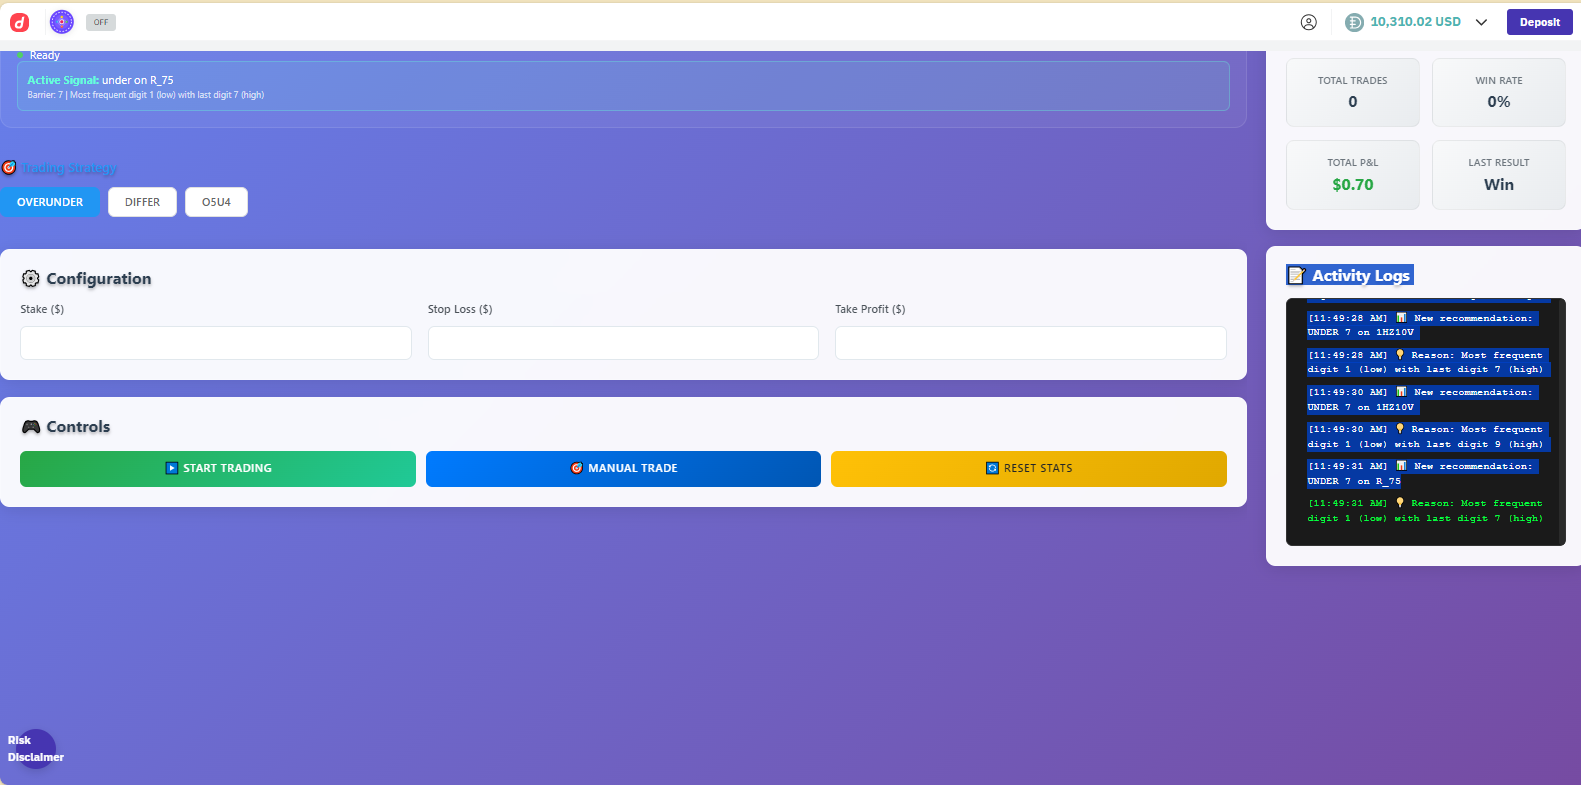 d
OFF
10,310.02 USD
Deposit
Ready
Active Signal: under on R_75
Barrier: 7 | Most frequent digit 1 (low) with last digit 7 (high)
Trading Strategy
OVERUNDER
DIFFER
O5U4
Configuration
Stake ($)
Stop Loss ($)
Take Profit ($)
Controls
START TRADING
MANUAL TRADE
RESET STATS
TOTAL TRADES
0
WIN RATE
0%
TOTAL P&L
$0.70
LAST RESULT
Win
Activity Logs
[11:49:28 AM] 📊 New recommendation:
UNDER 7 on 1HZ10V
[11:49:28 AM] 💡 Reason: Most frequent
digit 1 (low) with last digit 7 (high)
[11:49:30 AM] 📊 New recommendation:
UNDER 7 on 1HZ10V
[11:49:30 AM] 💡 Reason: Most frequent
digit 1 (low) with last digit 9 (high)
[11:49:31 AM] 📊 New recommendation:
UNDER 7 on R_75
[11:49:31 AM] 💡 Reason: Most frequent
digit 1 (low) with last digit 7 (high)
Risk
Disclaimer